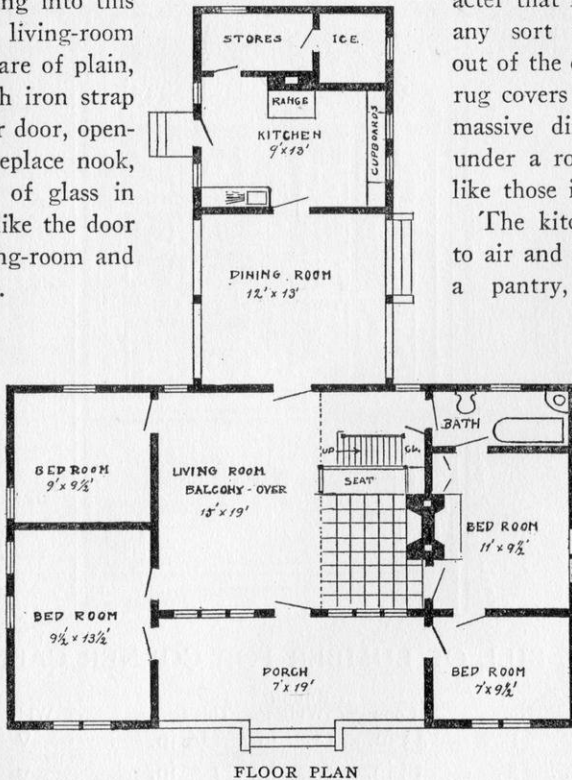 ing into this
living-room
are of plain,
h iron strap
r door, open-
eplace nook,
of glass in
ike the door
ng-room and
.
acter that
any sort
out of the
rug covers
massive di
under a ro
like those i
The kitc
to air and
a pantry,
STORES
ICE
RANGE
KITCHEN
9' x 13'
CUPBOARDS
DINING ROOM
12' x 13'
BED ROOM
9' x 9½'
LIVING ROOM
BALCONY - OVER
15' x 19'
UP
CL.
SEAT
BATH
BED ROOM
11' x 9½'
BED ROOM
9½' x 13½'
PORCH
7' x 19'
BED ROOM
7' x 9½'
FLOOR PLAN